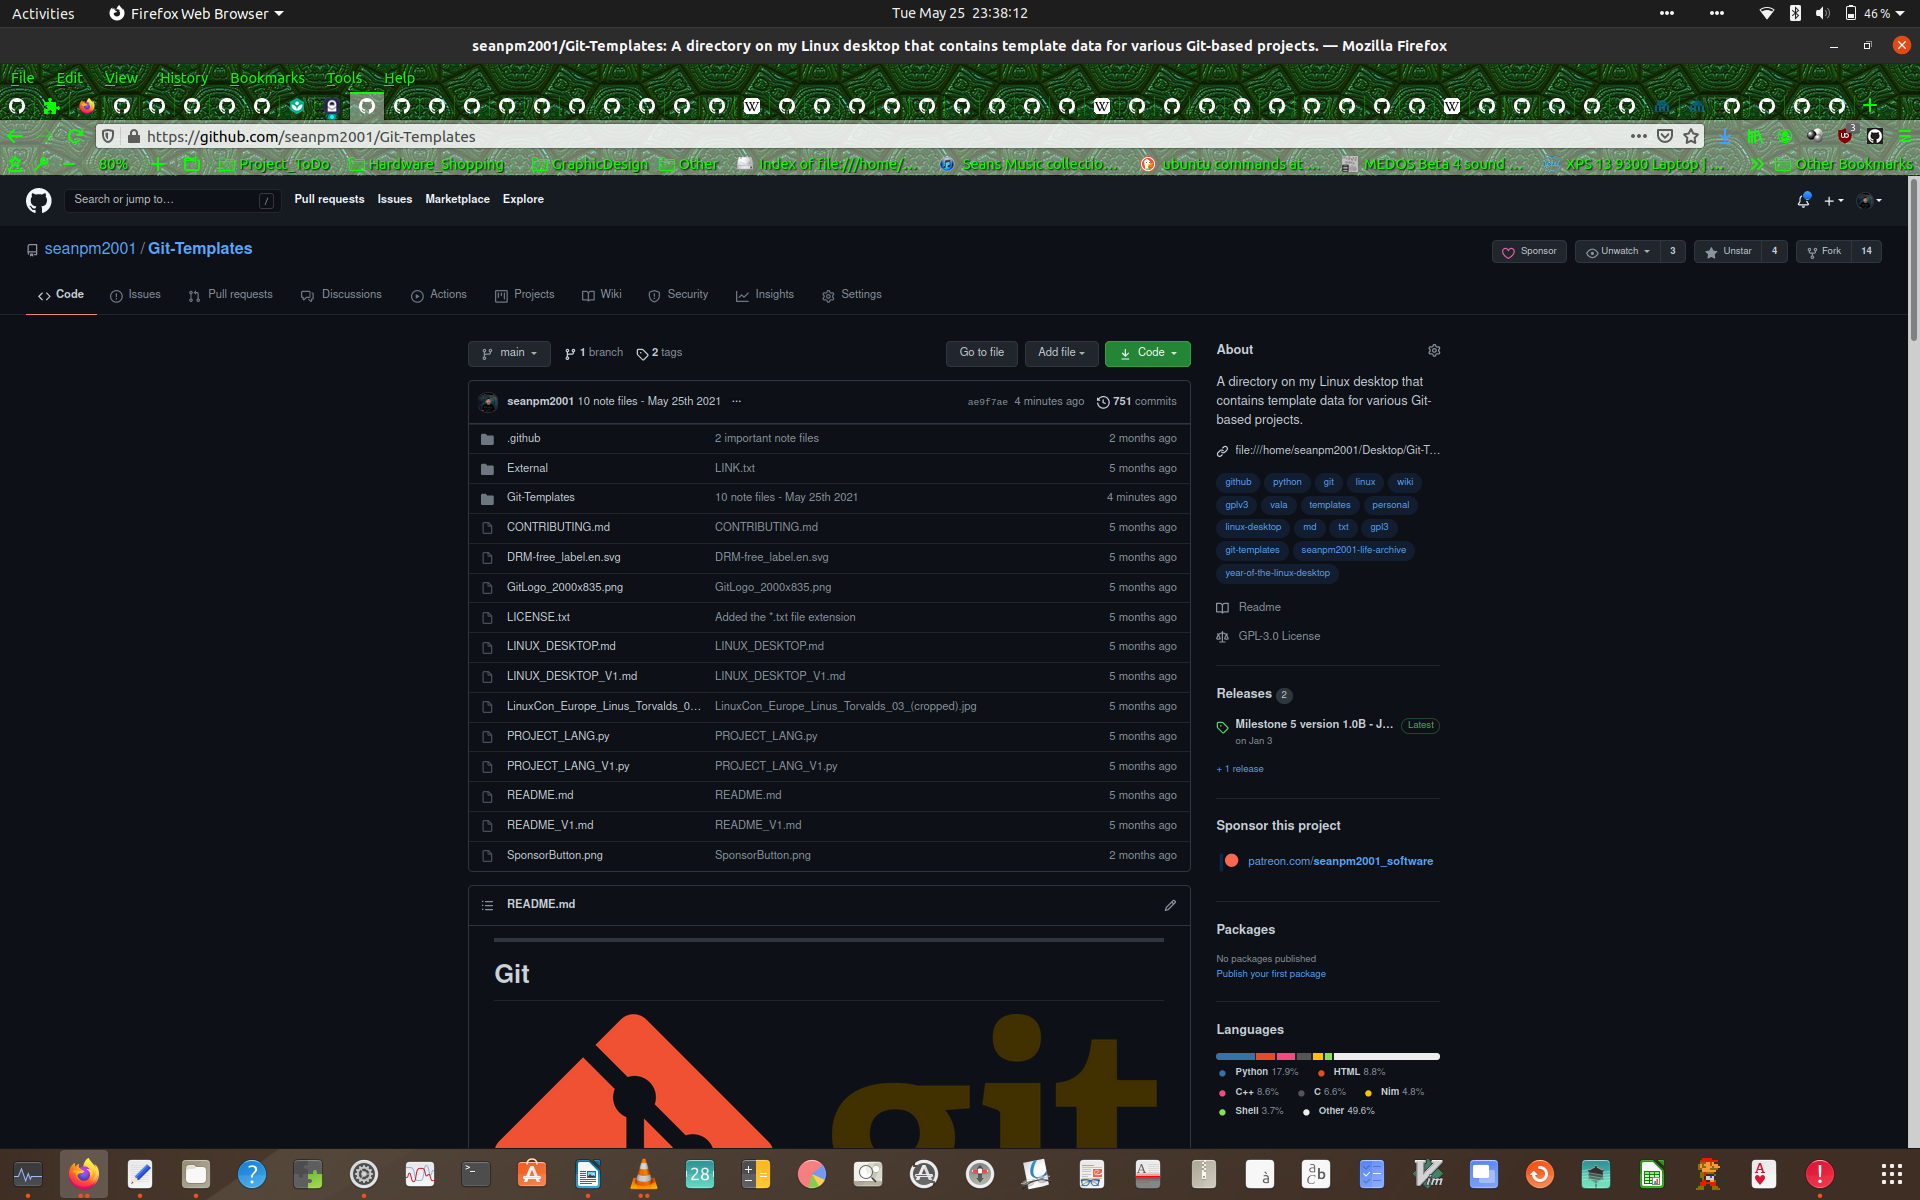 Activities Firefox Web Browser Tue May 25 23:38:12 46 %
seanpm2001/Git-Templates: A directory on my Linux desktop that contains template data for various Git-based projects. — Mozilla Firefox
File Edit View History Bookmarks Tools Help
https://github.com/seanpm2001/Git-Templates 3
80% Project_ToDo Hardware_Shopping GraphicDesign Other Index of file:///home/… Seans Music collectio… ubuntu commands at … MEDOS Beta 4 sound … XPS 13 9300 Laptop | … Other Bookmarks
Search or jump to… / Pull requests Issues Marketplace Explore
seanpm2001 / Git-Templates Sponsor Unwatch 3 Unstar 4 Fork 14
Code Issues Pull requests Discussions Actions Projects Wiki Security Insights Settings
main 1 branch 2 tags Go to file Add file Code
seanpm2001 10 note files - May 25th 2021 ... ae9f7ae 4 minutes ago 751 commits
.github 2 important note files 2 months ago
External LINK.txt 5 months ago
Git-Templates 10 note files - May 25th 2021 4 minutes ago
CONTRIBUTING.md CONTRIBUTING.md 5 months ago
DRM-free_label.en.svg DRM-free_label.en.svg 5 months ago
GitLogo_2000x835.png GitLogo_2000x835.png 5 months ago
LICENSE.txt Added the *.txt file extension 5 months ago
LINUX_DESKTOP.md LINUX_DESKTOP.md 5 months ago
LINUX_DESKTOP_V1.md LINUX_DESKTOP_V1.md 5 months ago
LinuxCon_Europe_Linus_Torvalds_0… LinuxCon_Europe_Linus_Torvalds_03_(cropped).jpg 5 months ago
PROJECT_LANG.py PROJECT_LANG.py 5 months ago
PROJECT_LANG_V1.py PROJECT_LANG_V1.py 5 months ago
README.md README.md 5 months ago
README_V1.md README_V1.md 5 months ago
SponsorButton.png SponsorButton.png 2 months ago
README.md
Git
git
About
A directory on my Linux desktop that
contains template data for various Git-
based projects.
file:///home/seanpm2001/Desktop/Git-T…
github python git linux wiki
gplv3 vala templates personal
linux-desktop md txt gpl3
git-templates seanpm2001-life-archive
year-of-the-linux-desktop
Readme
GPL-3.0 License
Releases 2
Milestone 5 version 1.0B - J… Latest
on Jan 3
+ 1 release
Sponsor this project
patreon.com/seanpm2001_software
Packages
No packages published
Publish your first package
Languages
Python 17.9% HTML 8.8%
C++ 8.6% C 6.6% Nim 4.8%
Shell 3.7% Other 49.6%
28